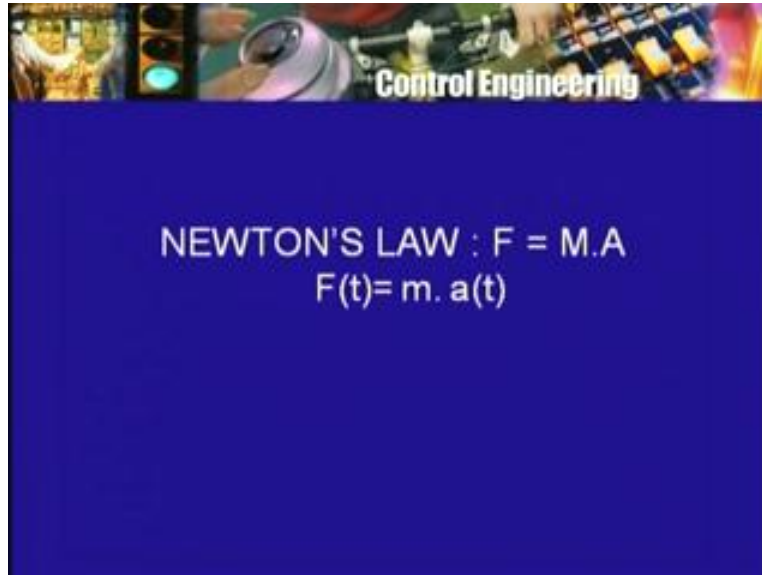 Control Engineering
NEWTON'S LAW : F = M.A
F(t)= m. a(t)